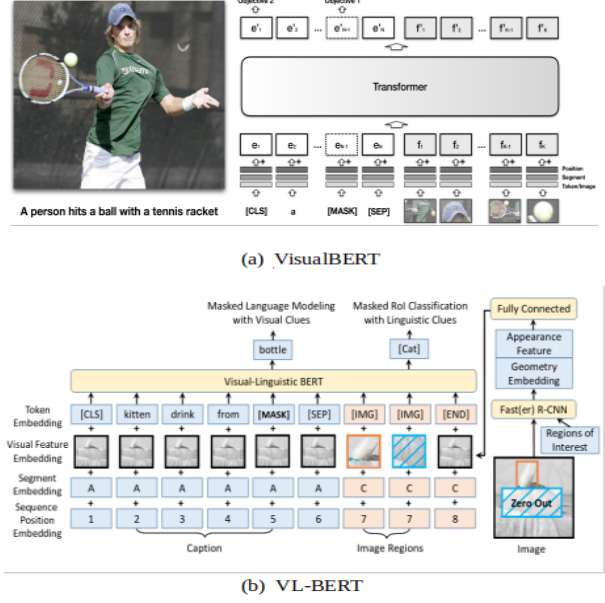 Objective 2 Objective 1
e'₁ e'₂ ... e'N-1 e'N f'₁ f'₂ ... f'K-1 f'K
Transformer
e₁ e₂ ... eN-1 eN f₁ f₂ ... fK-1 fK
Position
Segment
Token/Image
[CLS] a [MASK] [SEP]
A person hits a ball with a tennis racket
(a) VisualBERT
Masked Language Modeling
with Visual Clues
Masked RoI Classification
with Linguistic Clues
Fully Connected
bottle
[Cat]
Appearance
Feature
Geometry
Embedding
Visual-Linguistic BERT
Fast(er) R-CNN
Regions of
Interest
Token
Embedding
[CLS] kitten drink from [MASK] [SEP] [IMG] [IMG] [END]
Visual Feature
Embedding
Segment
Embedding
A A A A A A C C C
Sequence
Position
Embedding
1 2 3 4 5 6 7 7 8
Caption
Image Regions
Zero Out
Image
(b) VL-BERT